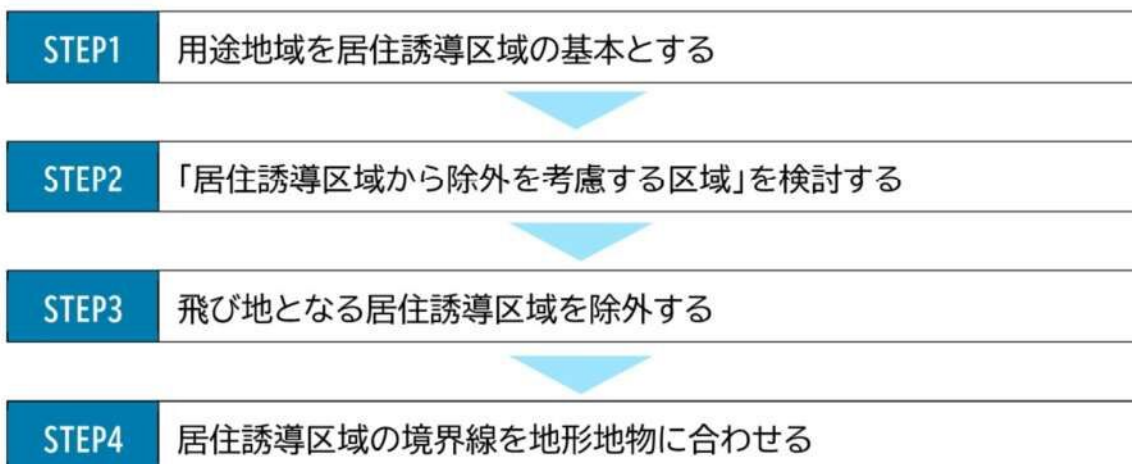 STEP1 用途地域を居住誘導区域の基本とする
STEP2 「居住誘導区域から除外を考慮する区域」を検討する
STEP3 飛び地となる居住誘導区域を除外する
STEP4 居住誘導区域の境界線を地形地物に合わせる